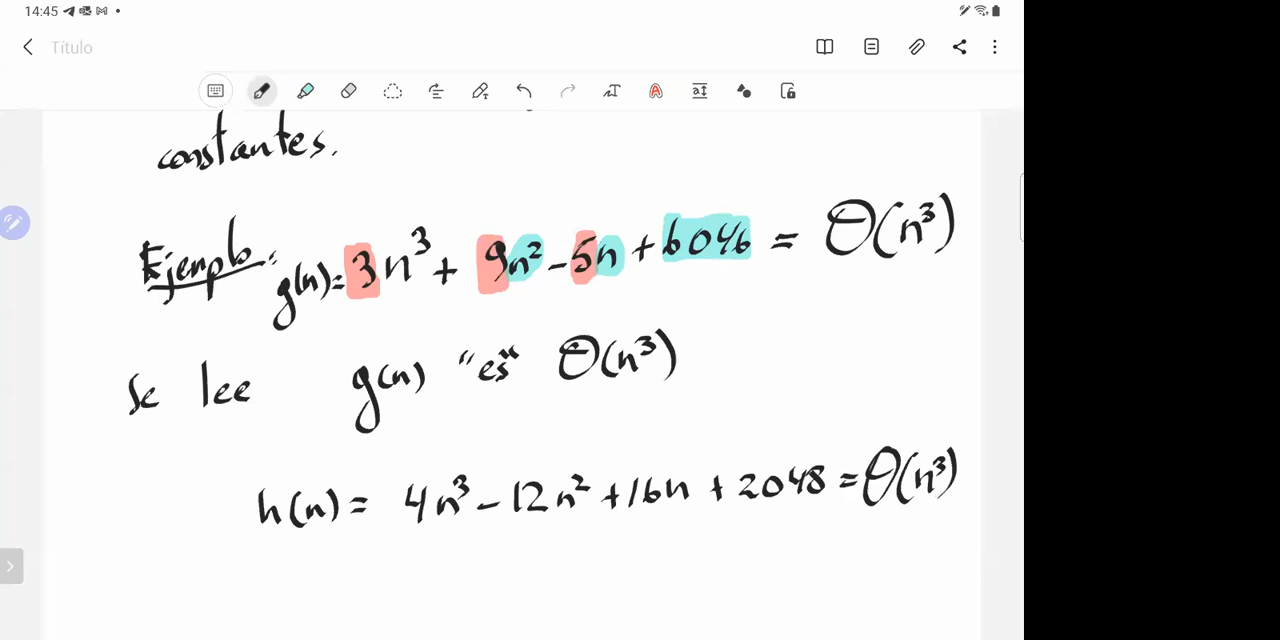 14:45
Título
constantes.
Ejemplo: g(n)= 3n³ + 9n² - 5n + 6046 = Θ(n³)
Se lee g(n) "es" Θ(n³)
h(n) = 4n³ - 12n² + 16n + 2048 = Θ(n³)